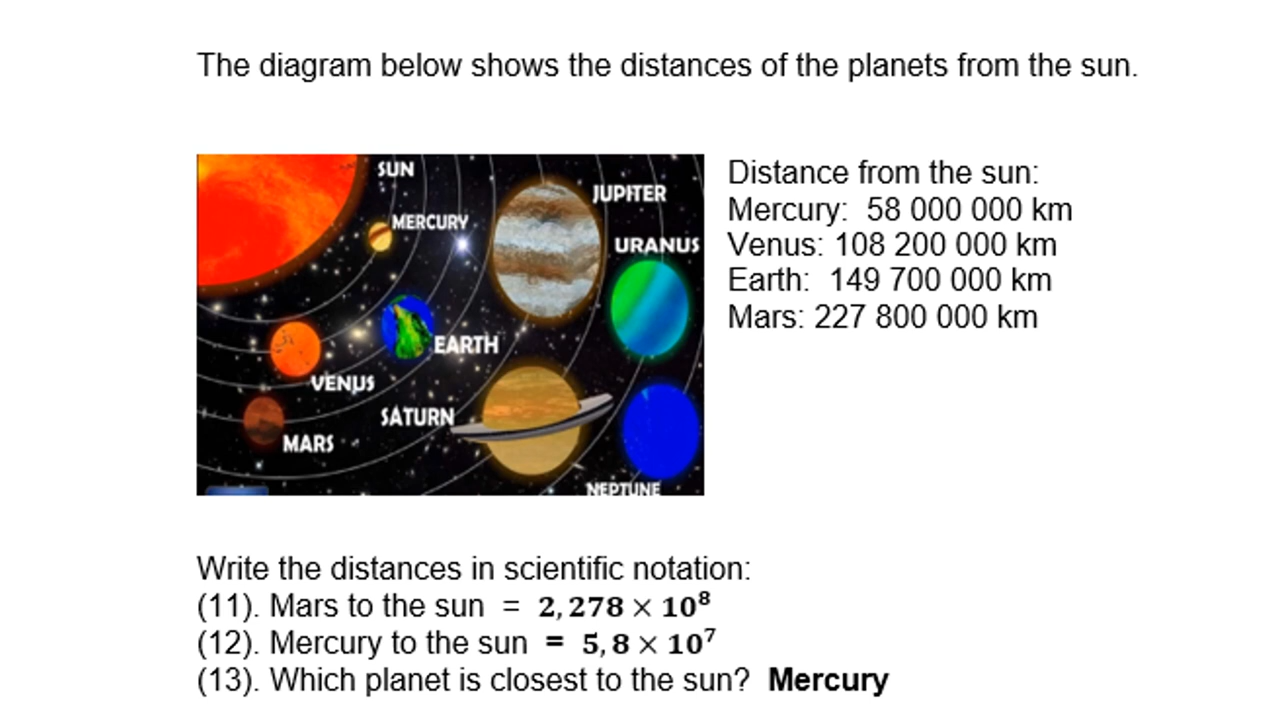 The diagram below shows the distances of the planets from the sun.
SUN
MERCURY
JUPITER
URANUS
EARTH
VENUS
SATURN
MARS
NEPTUNE
Distance from the sun:
Mercury:  58 000 000 km
Venus: 108 200 000 km
Earth:  149 700 000 km
Mars: 227 800 000 km
Write the distances in scientific notation:
(11). Mars to the sun  =  2,278 × 10⁸
(12). Mercury to the sun  =  5,8 × 10⁷
(13). Which planet is closest to the sun?  Mercury